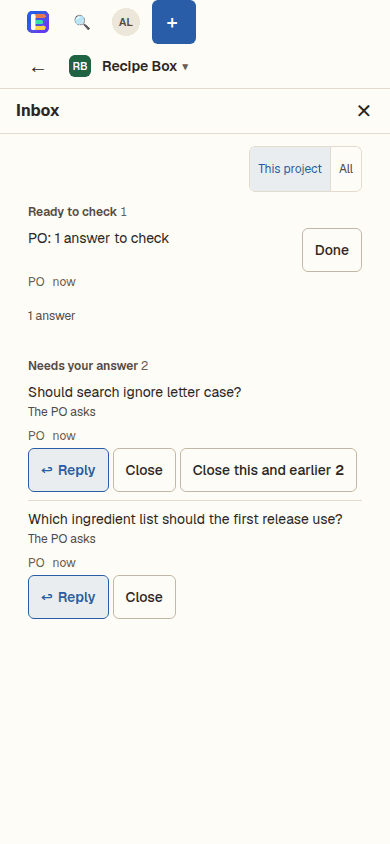 AL
+
← RB Recipe Box ▾
Inbox ✕
This project All
Ready to check 1
PO: 1 answer to check
Done
PO now
1 answer
Needs your answer 2
Should search ignore letter case?
The PO asks
PO now
↩ Reply Close Close this and earlier 2
Which ingredient list should the first release use?
The PO asks
PO now
↩ Reply Close